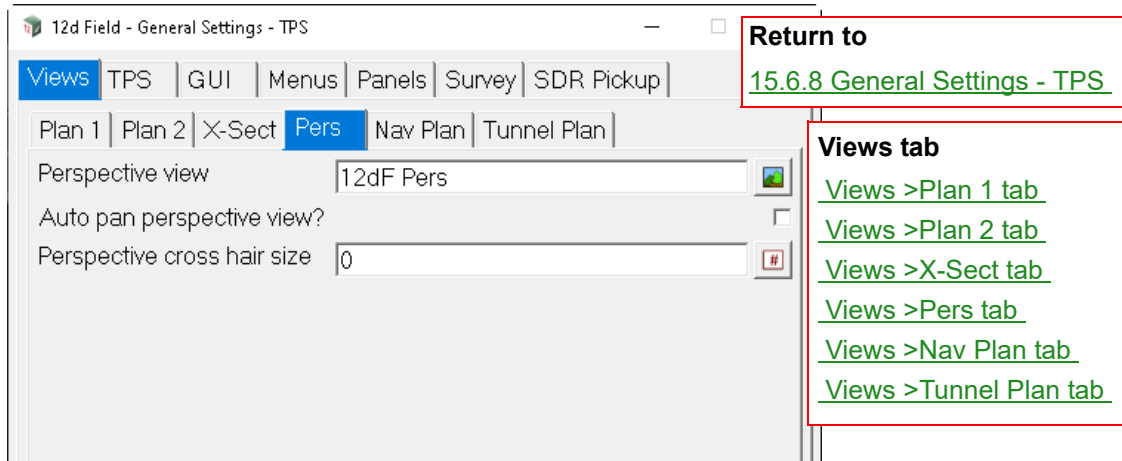 12d Field - General Settings - TPS
Views TPS GUI Menus Panels Survey SDR Pickup
Plan 1 Plan 2 X-Sect Pers Nav Plan Tunnel Plan
Perspective view 12dF Pers
Auto pan perspective view?
Perspective cross hair size 0 #
Return to
15.6.8 General Settings - TPS
Views tab
Views >Plan 1 tab
Views >Plan 2 tab
Views >X-Sect tab
Views >Pers tab
Views >Nav Plan tab
Views >Tunnel Plan tab